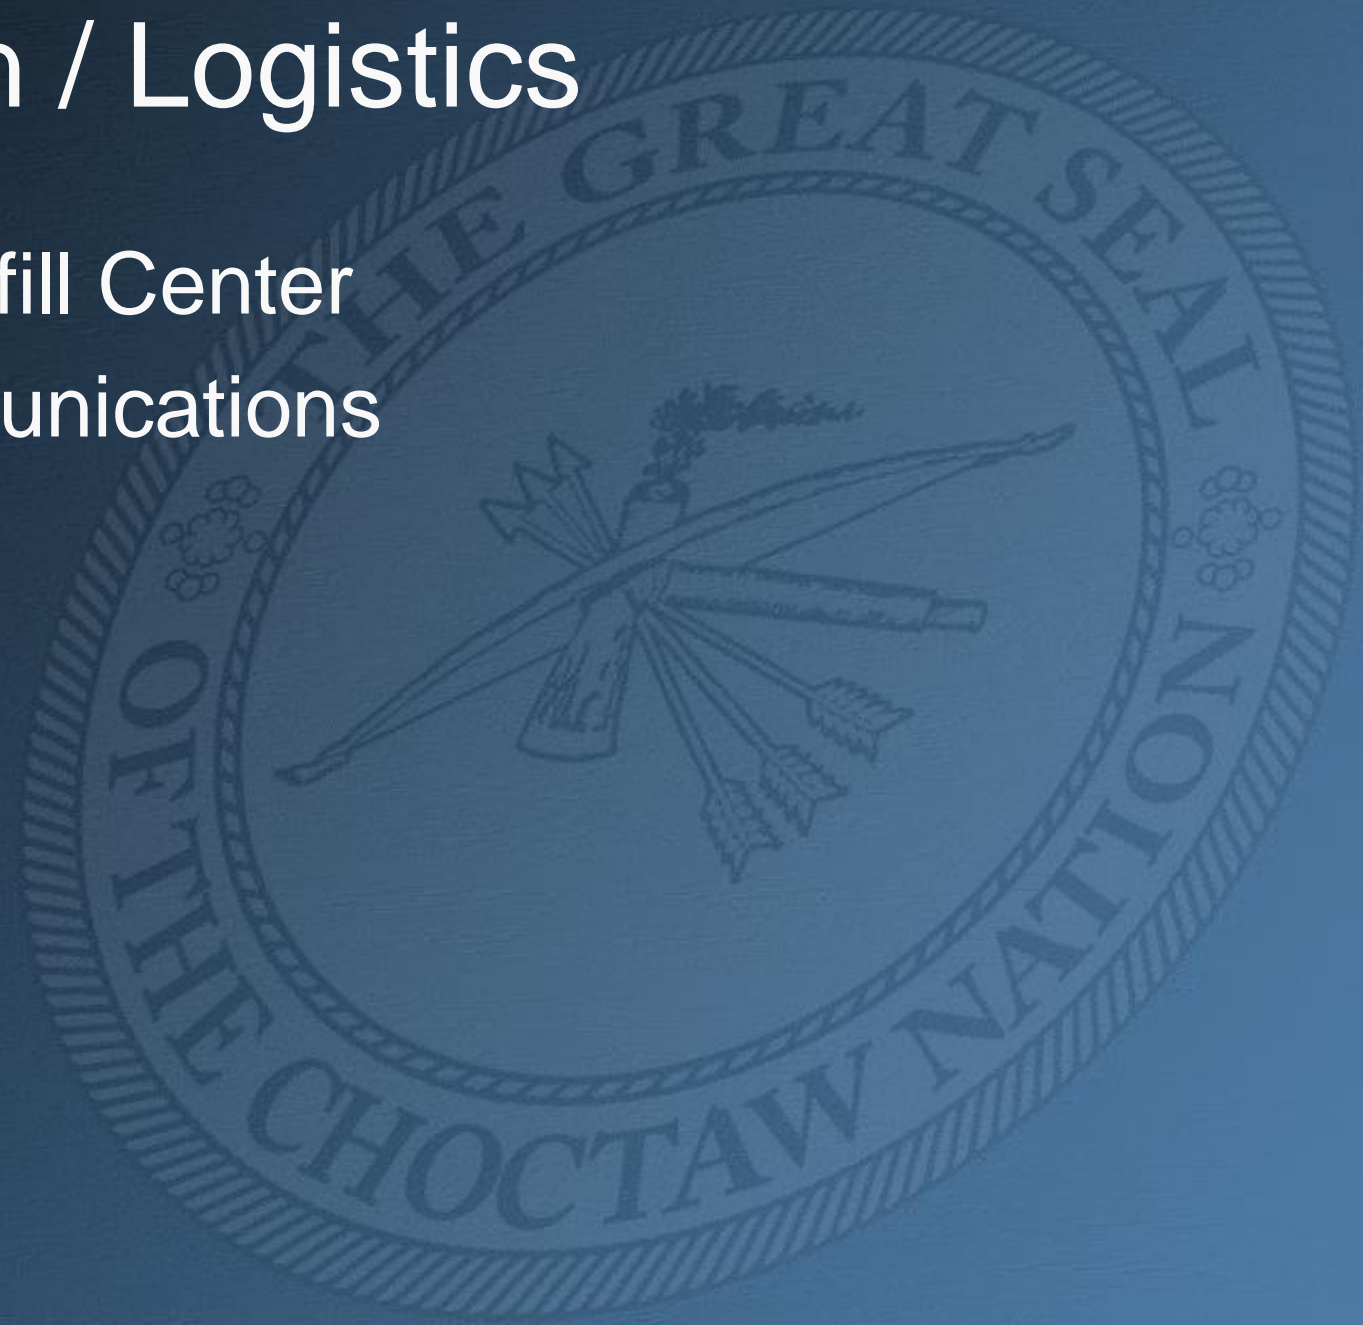 n / Logistics
fill Center
unications
THE GREAT SEAL
OF THE CHOCTAW NATION